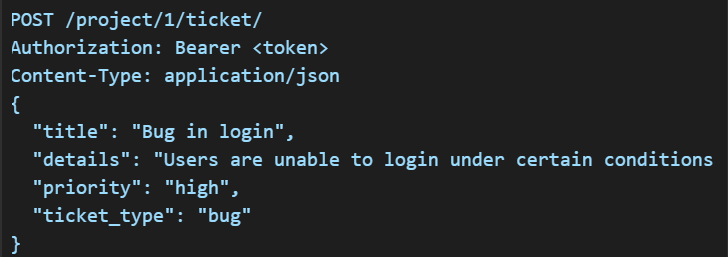 POST /project/1/ticket/
Authorization: Bearer <token>
Content-Type: application/json
{
  "title": "Bug in login",
  "details": "Users are unable to login under certain conditions
  "priority": "high",
  "ticket_type": "bug"
}